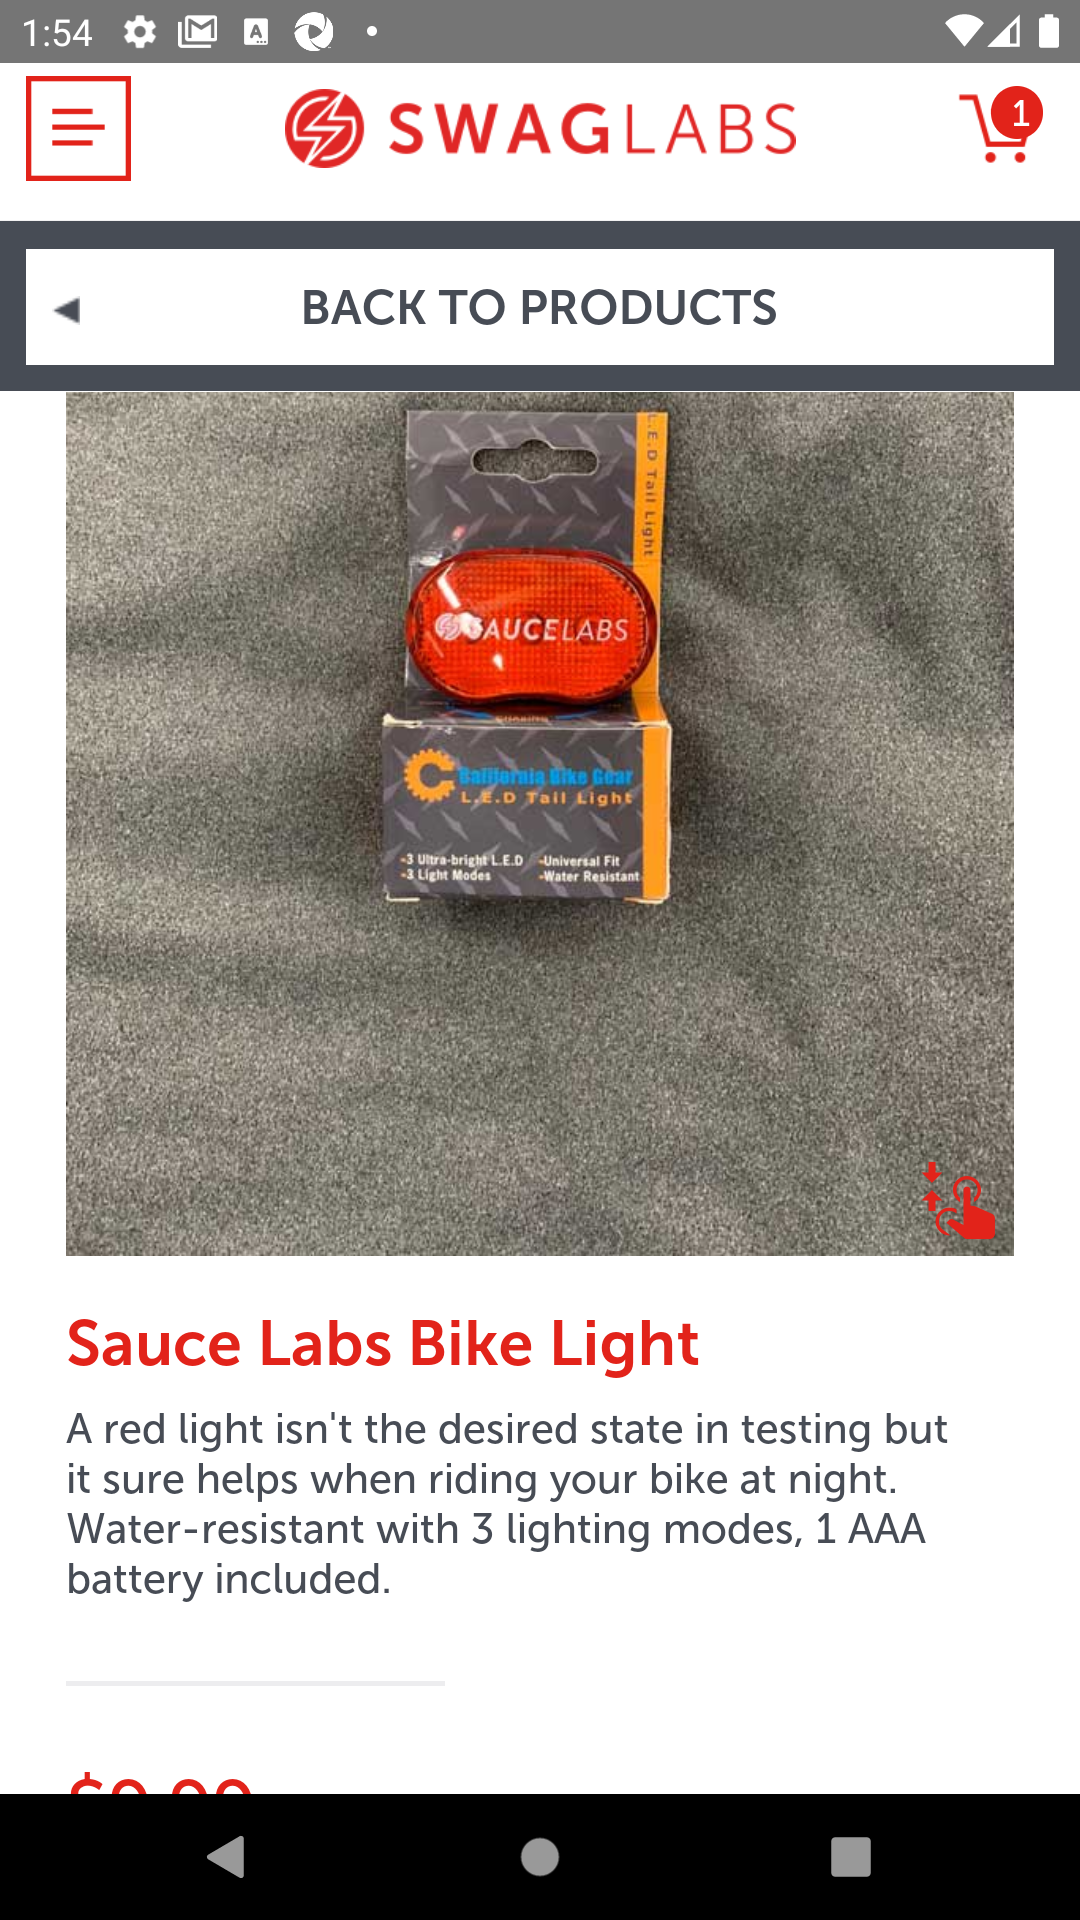 1:54
SWAGLABS
1
BACK TO PRODUCTS
L.E.D Tail Light
SAUCELABS
California Bike Gear
L.E.D Tail Light
-3 Ultra-bright L.E.D -Universal Fit
-3 Light Modes -Water Resistant
Sauce Labs Bike Light
A red light isn't the desired state in testing but
it sure helps when riding your bike at night.
Water-resistant with 3 lighting modes, 1 AAA
battery included.